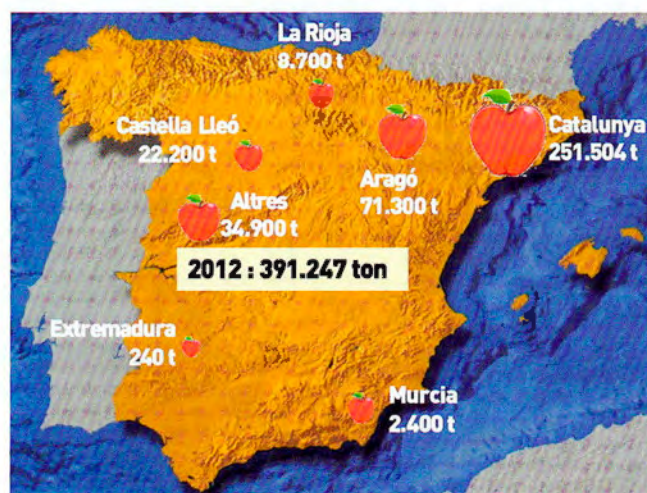 La Rioja
8.700 t
Castella Lleó
22.200 t
Catalunya
251.504 t
Aragó
71.300 t
Altres
34.900 t
2012 : 391.247 ton
Extremadura
240 t
Murcia
2.400 t